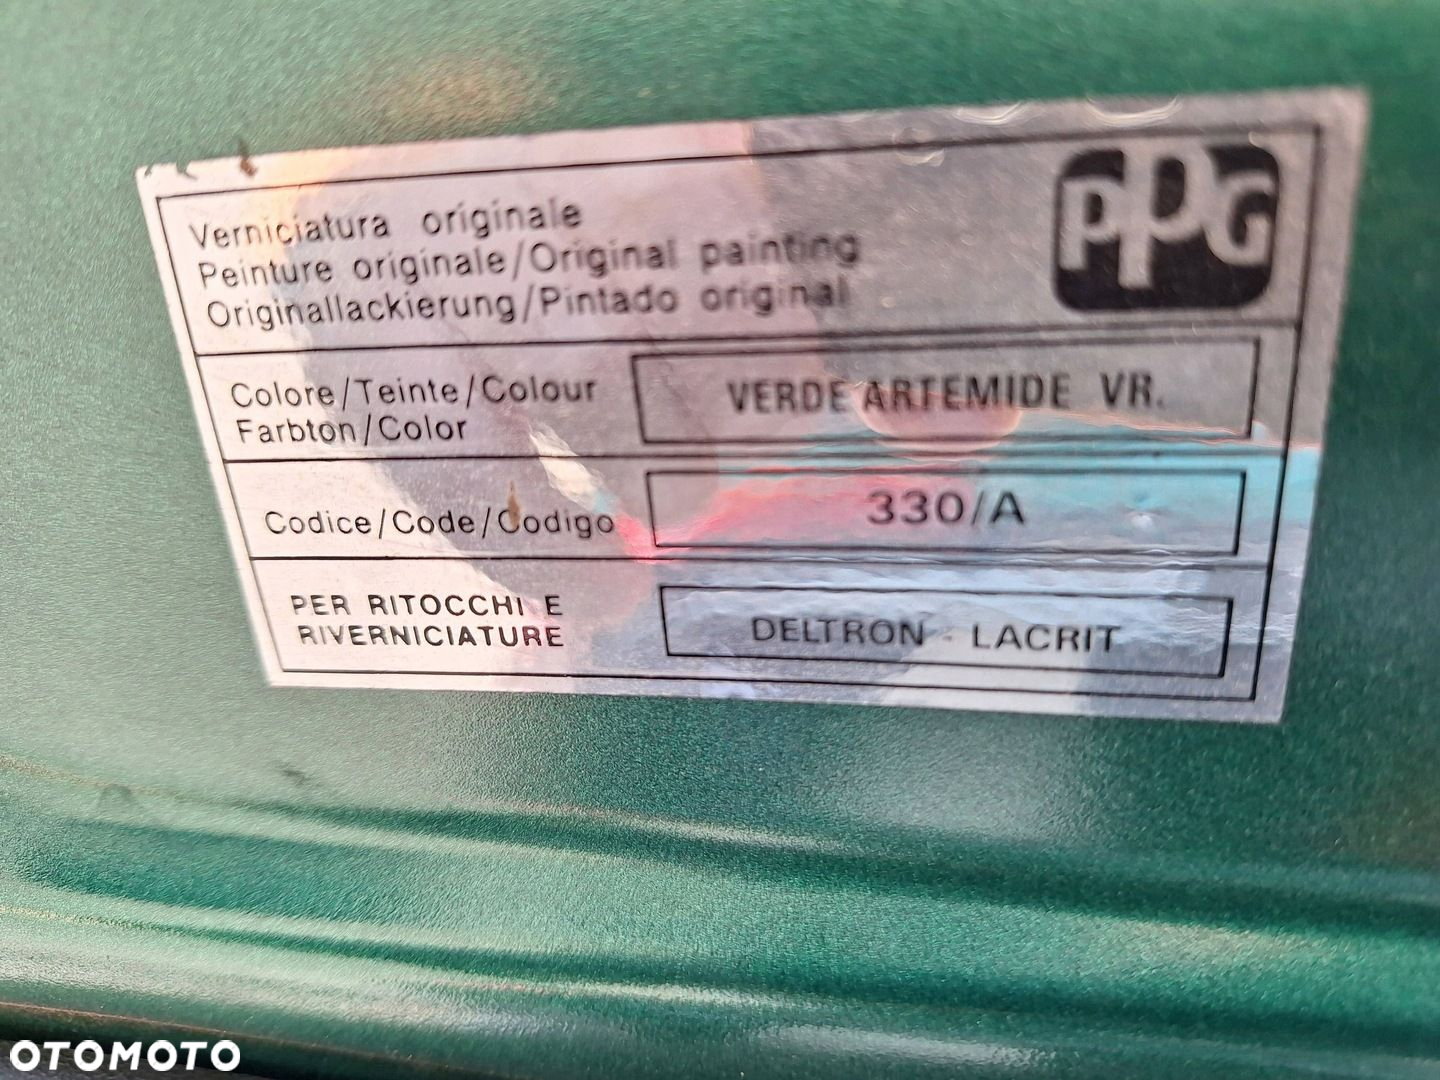 Verniciatura originale
Peinture originale/Original painting
Originallackierung/Pintado original
PPG
Colore/Teinte/Colour
Farbton/Color
VERDE ARTEMIDE VR.
Codice/Code/Codigo
330/A
PER RITOCCHI E
RIVERNICIATURE
DELTRON - LACRIT
OTOMOTO